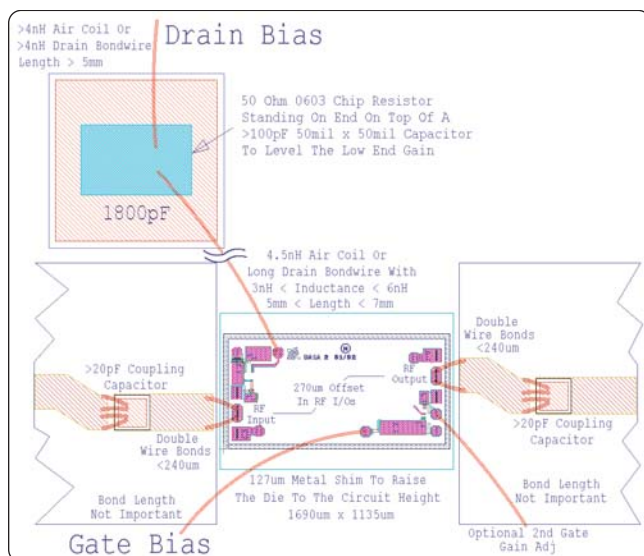 >4nH Air Coil Or
>4nH Drain Bondwire
Length > 5mm
Drain Bias
50 Ohm 0603 Chip Resistor
Standing On End On Top Of A
>100pF 50mil x 50mil Capacitor
To Level The Low End Gain
1800pF
4.5nH Air Coil Or
Long Drain Bondwire With
3nH < Inductance < 6nH
5mm < Length < 7mm
Double
Wire Bonds
<240um
>20pF Coupling
Capacitor
RF
Output
270um Offset
In RF I/Os
RF
Input
>20pF Coupling
Capacitor
Double
Wire Bonds
<240um
127um Metal Shim To Raise
The Die To The Circuit Height
1690um x 1135um
Bond Length
Not Important
Bond Length
Not Important
Gate Bias
Optional 2nd Gate
Gain Adj